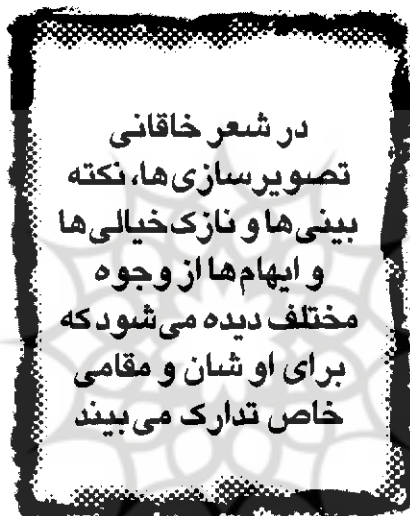 در شعر خاقانی
تصویرسازی‌ها، نکته
بینی‌ها و نازک‌خیالی‌ها
و ایهام‌ها از وجوه
مختلف دیده می‌شود که
برای او شان و مقامی
خاص تدارک می‌بیند